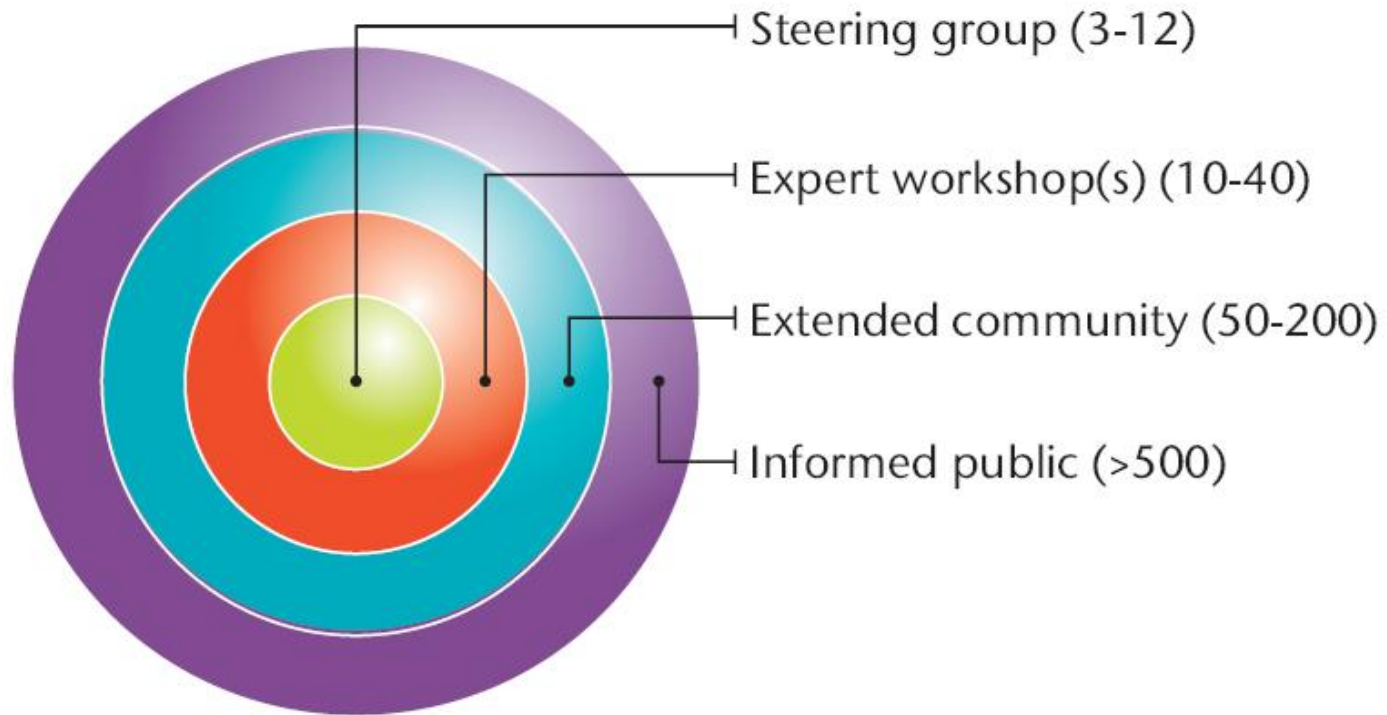 Steering group (3-12)
Expert workshop(s) (10-40)
Extended community (50-200)
Informed public (>500)